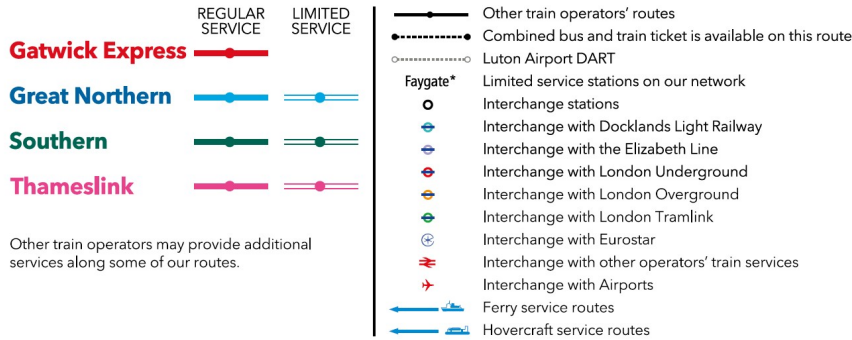 REGULAR SERVICE
LIMITED SERVICE
Gatwick Express
Great Northern
Southern
Thameslink
Other train operators may provide additional
services along some of our routes.
Other train operators' routes
Combined bus and train ticket is available on this route
Luton Airport DART
Faygate* Limited service stations on our network
Interchange stations
Interchange with Docklands Light Railway
Interchange with the Elizabeth Line
Interchange with London Underground
Interchange with London Overground
Interchange with London Tramlink
Interchange with Eurostar
Interchange with other operators' train services
Interchange with Airports
Ferry service routes
Hovercraft service routes